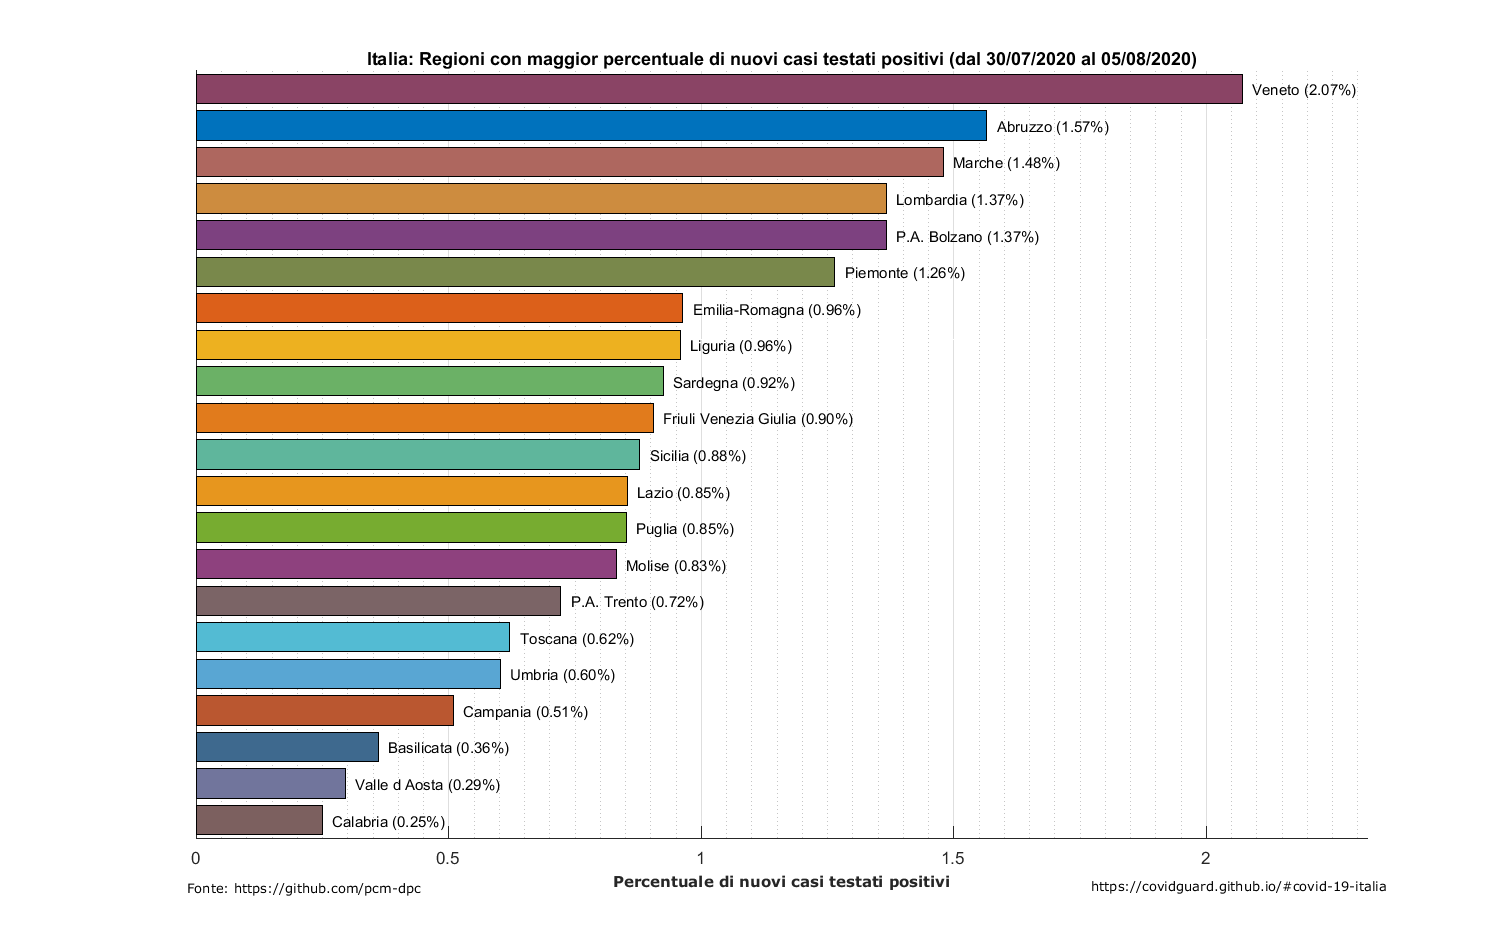 Italia: Regioni con maggior percentuale di nuovi casi testati positivi (dal 30/07/2020 al 05/08/2020)
Veneto (2.07%)
Abruzzo (1.57%)
Marche (1.48%)
Lombardia (1.37%)
P.A. Bolzano (1.37%)
Piemonte (1.26%)
Emilia-Romagna (0.96%)
Liguria (0.96%)
Sardegna (0.92%)
Friuli Venezia Giulia (0.90%)
Sicilia (0.88%)
Lazio (0.85%)
Puglia (0.85%)
Molise (0.83%)
P.A. Trento (0.72%)
Toscana (0.62%)
Umbria (0.60%)
Campania (0.51%)
Basilicata (0.36%)
Valle d Aosta (0.29%)
Calabria (0.25%)
0 0.5 1 1.5 2
Percentuale di nuovi casi testati positivi
Fonte: https://github.com/pcm-dpc
https://covidguard.github.io/#covid-19-italia